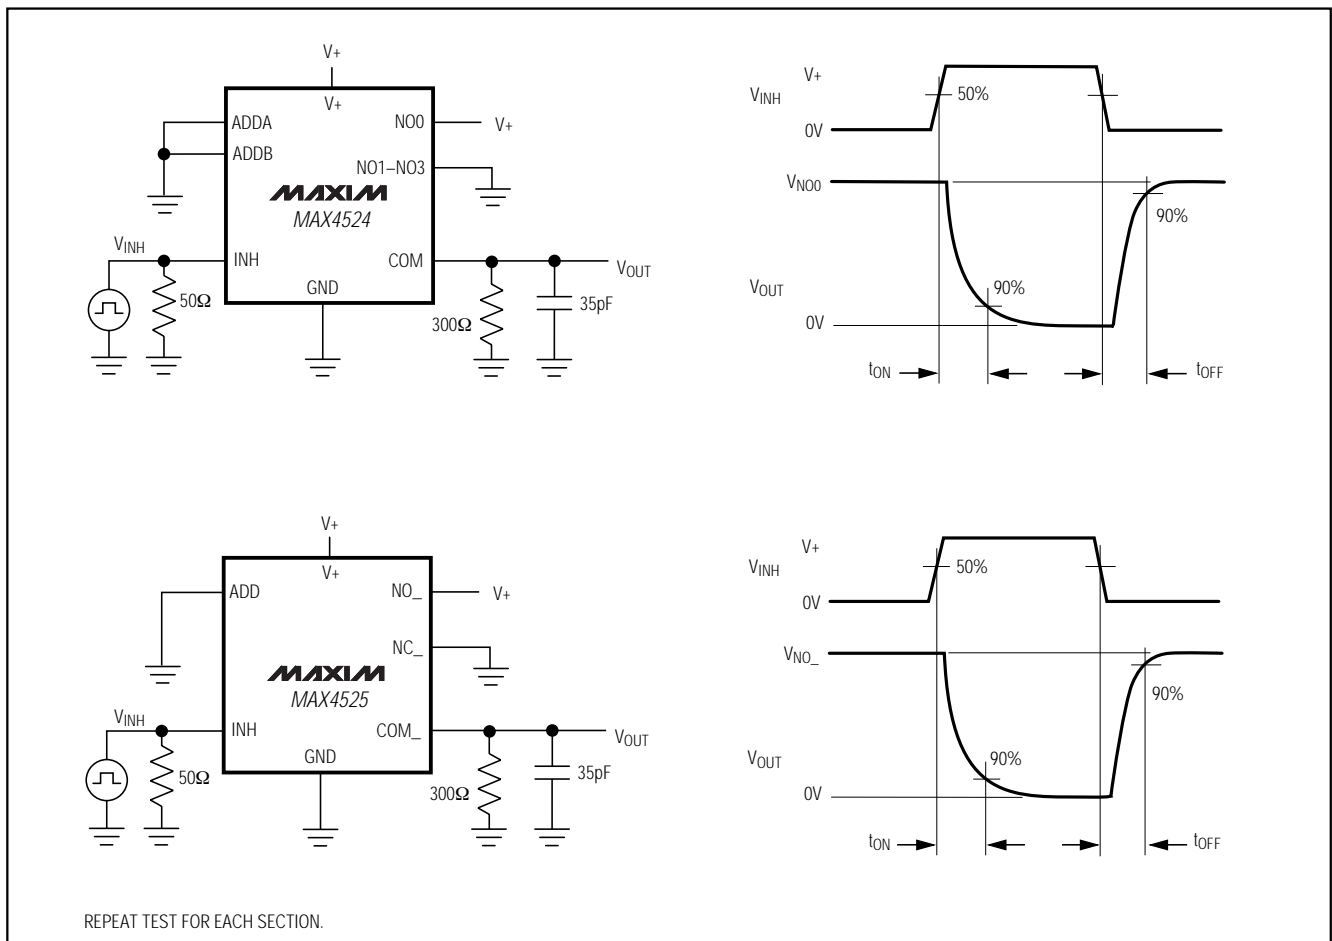 V+
V+
ADDA
ADDB
NO0
V+
NO1–NO3
MAXIM
MAX4524
VINH
INH
COM
VOUT
GND
50Ω
300Ω
35pF
V+
VINH
50%
0V
VNO0
90%
VOUT
90%
0V
tON
tOFF
V+
V+
ADD
NO_
V+
NC_
MAXIM
MAX4525
VINH
INH
COM_
VOUT
GND
50Ω
300Ω
35pF
V+
VINH
50%
0V
VNO_
90%
VOUT
90%
0V
tON
tOFF
REPEAT TEST FOR EACH SECTION.